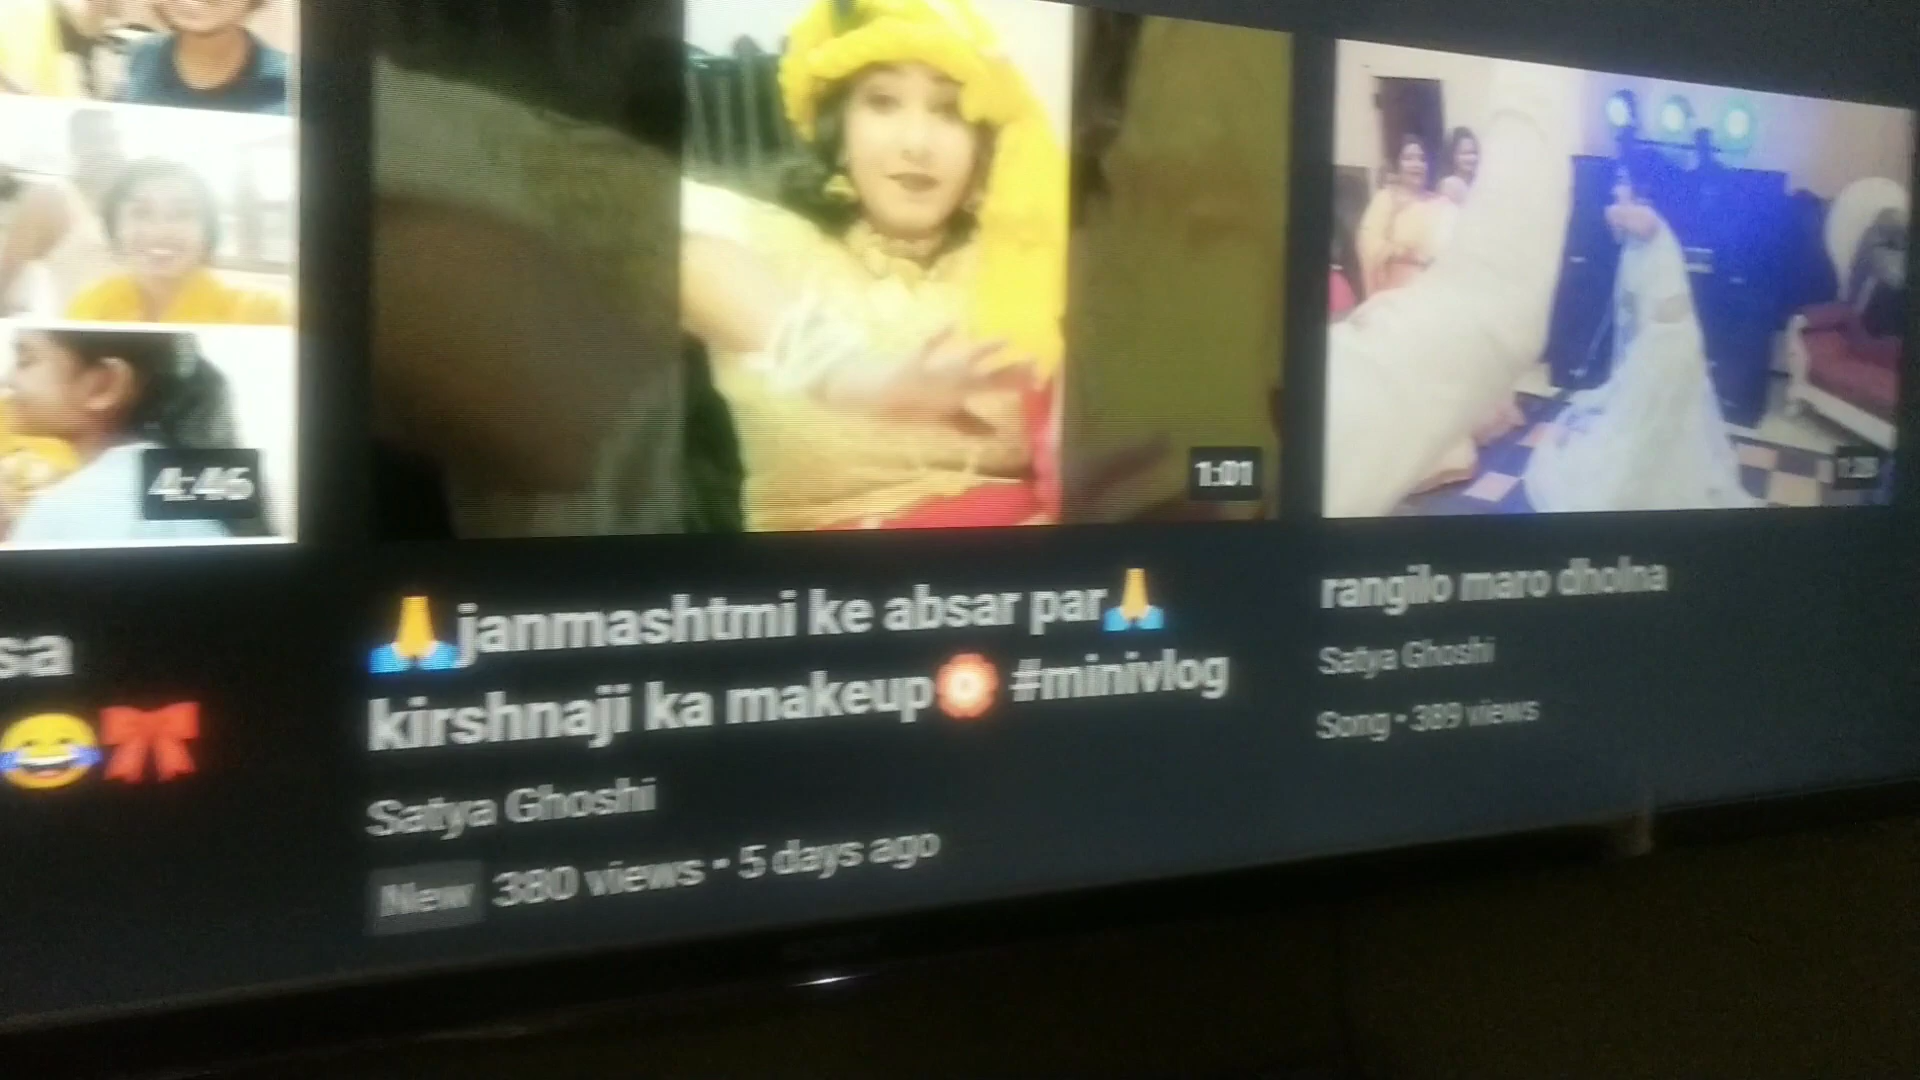 4:46
sa
😂🎀
1:01
🙏janmashtmi ke absar par🙏
kirshnaji ka makeup🌺 #minivlog
Satya Ghoshi
New 380 views • 5 days ago
rangilo maro dholna
Satya Ghoshi
Song • 389 views